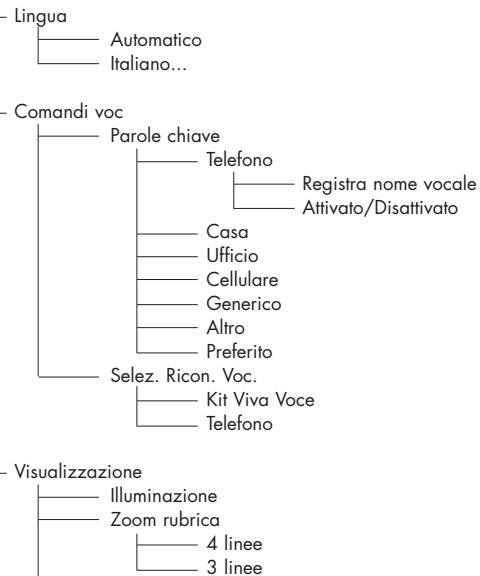 Lingua
Automatico
Italiano...
Comandi voc
Parole chiave
Telefono
Registra nome vocale
Attivato/Disattivato
Casa
Ufficio
Cellulare
Generico
Altro
Preferito
Selez. Ricon. Voc.
Kit Viva Voce
Telefono
Visualizzazione
Illuminazione
Zoom rubrica
4 linee
3 linee